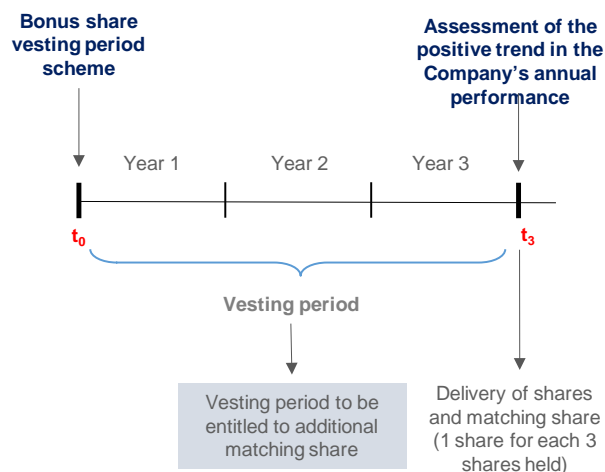 Bonus share
vesting period
scheme
Assessment of the
positive trend in the
Company's annual
performance
Year 1
Year 2
Year 3
t0
t3
Vesting period
Vesting period to be
entitled to additional
matching share
Delivery of shares
and matching share
(1 share for each 3
shares held)